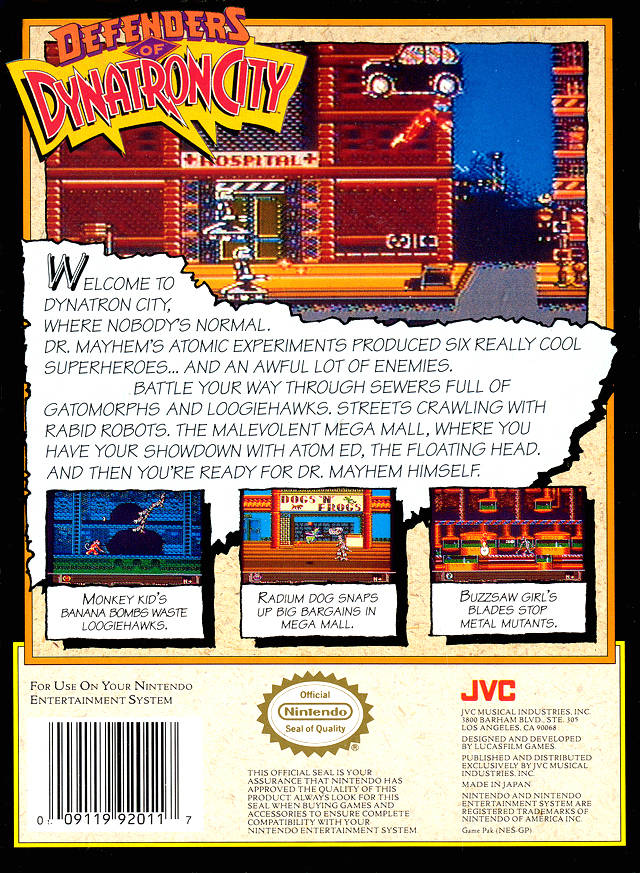 DEFENDERS
OF
DYNATRON CITY
+HOSPITAL+
WELCOME TO
DYNATRON CITY,
WHERE NOBODY'S NORMAL.
DR. MAYHEM'S ATOMIC EXPERIMENTS PRODUCED SIX REALLY COOL
SUPERHEROES... AND AN AWFUL LOT OF ENEMIES.
BATTLE YOUR WAY THROUGH SEWERS FULL OF
GATOMORPHS AND LOOGIEHAWKS. STREETS CRAWLING WITH
RABID ROBOTS. THE MALEVOLENT MEGA MALL, WHERE YOU
HAVE YOUR SHOWDOWN WITH ATOM ED, THE FLOATING HEAD.
AND THEN YOU'RE READY FOR DR. MAYHEM HIMSELF.
DOGS 'N'
FROGS
MONKEY KID'S
BANANA BOMBS WASTE
LOOGIEHAWKS.
RADIUM DOG SNAPS
UP BIG BARGAINS IN
MEGA MALL.
BUZZSAW GIRL'S
BLADES STOP
METAL MUTANTS.
FOR USE ON YOUR NINTENDO
ENTERTAINMENT SYSTEM
0 09119 92011 7
Official
Nintendo
Seal of Quality
®
THIS OFFICIAL SEAL IS YOUR
ASSURANCE THAT NINTENDO HAS
APPROVED THE QUALITY OF THIS
PRODUCT. ALWAYS LOOK FOR THIS
SEAL WHEN BUYING GAMES AND
ACCESSORIES TO ENSURE COMPLETE
COMPATIBILITY WITH YOUR
NINTENDO ENTERTAINMENT SYSTEM
JVC
JVC MUSICAL INDUSTRIES, INC.
3800 BARHAM BLVD., STE. 305
LOS ANGELES, CA 90068
DESIGNED AND DEVELOPED
BY LUCASFILM GAMES.
PUBLISHED AND DISTRIBUTED
EXCLUSIVELY BY JVC MUSICAL
INDUSTRIES, INC
MADE IN JAPAN
NINTENDO AND NINTENDO
ENTERTAINMENT SYSTEM ARE
REGISTERED TRADEMARKS OF
NINTENDO OF AMERICA INC.
Game Pak (NES-GP)